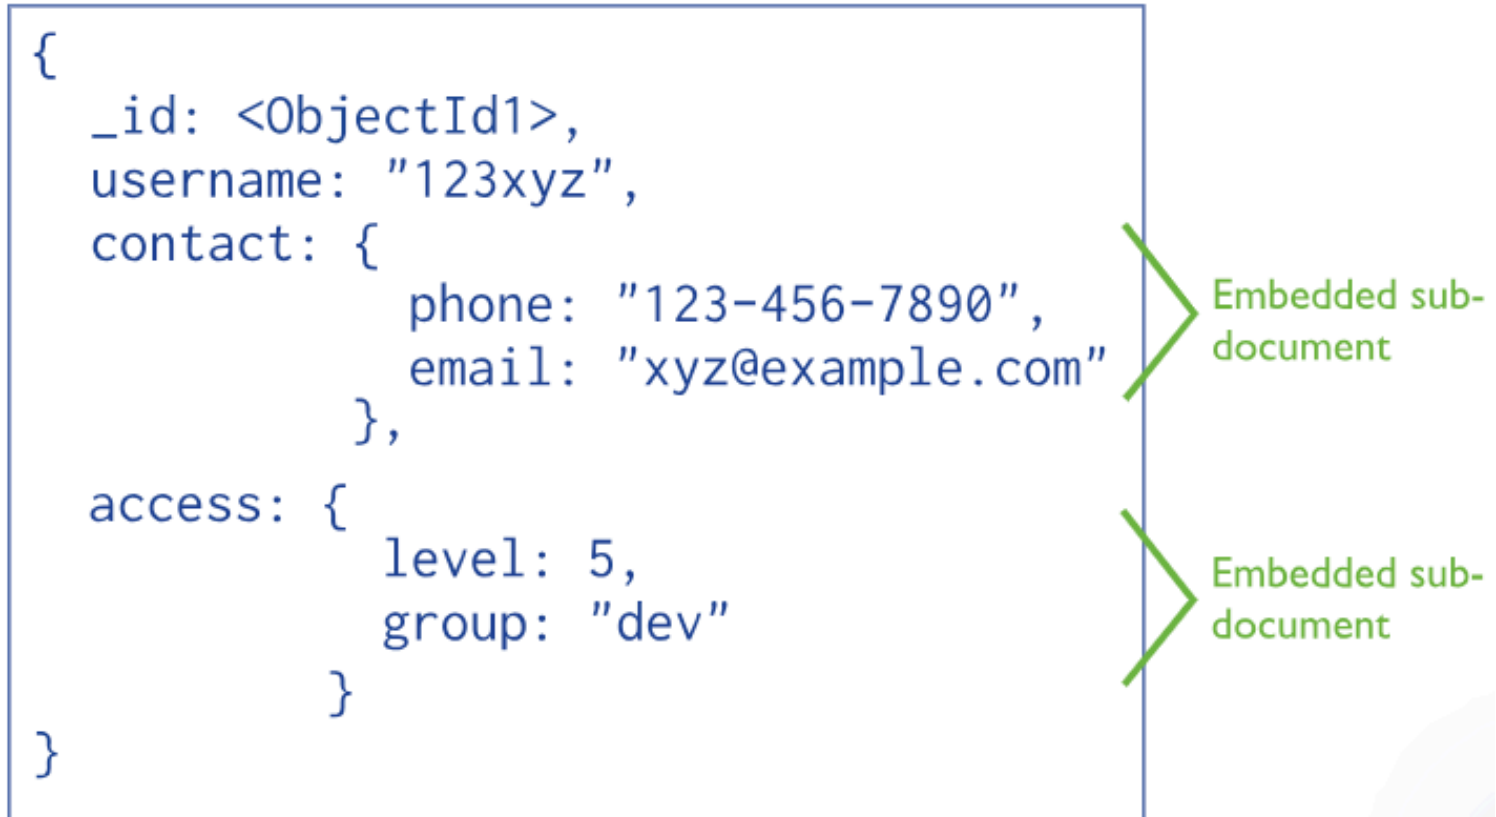 {
_id: <ObjectId1>,
username: "123xyz",
contact: {
phone: "123-456-7890",
email: "xyz@example.com"
},
Embedded sub-
document
access: {
level: 5,
group: "dev"
}
Embedded sub-
document
}